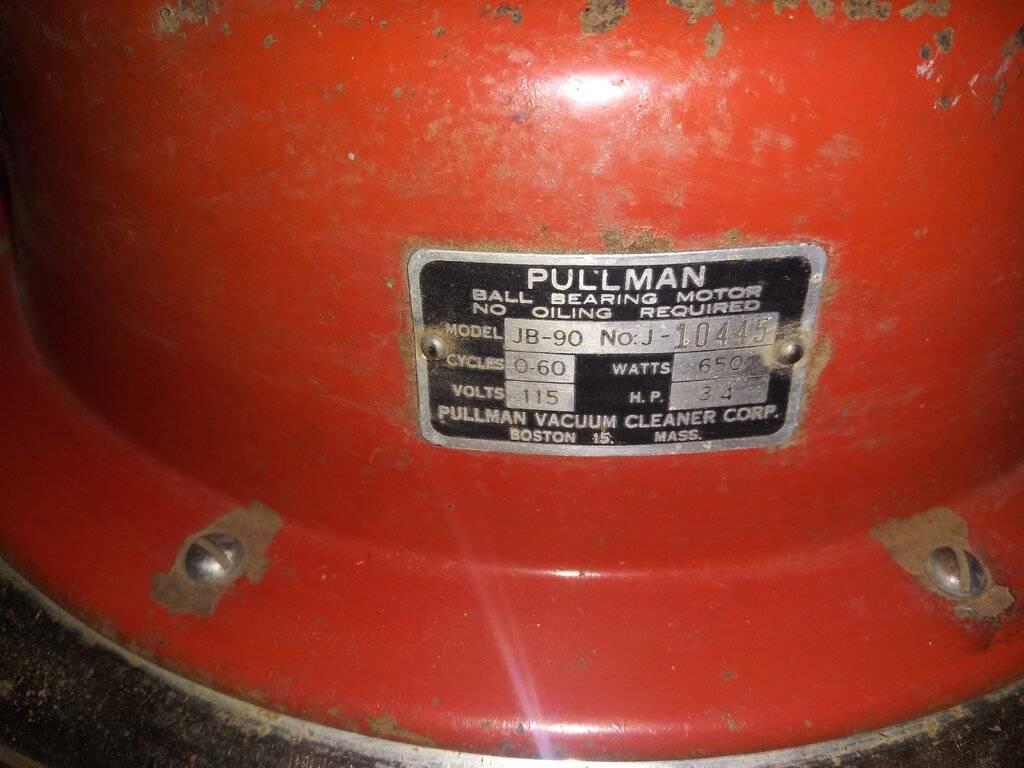 PULLMAN
BALL BEARING MOTOR
NO OILING REQUIRED
MODEL JB-90 No: J-10445
CYCLES 0-60 WATTS 650
VOLTS 115 H.P. 3 4
PULLMAN VACUUM CLEANER CORP.
BOSTON 15 MASS.